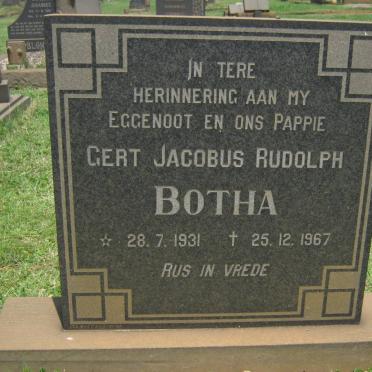 IN TERE
HERINNERING AAN MY
EGGENOOT EN ONS PAPPIE
GERT JACOBUS RUDOLPH
BOTHA
☆ 28.7.1931 † 25.12.1967
RUS IN VREDE